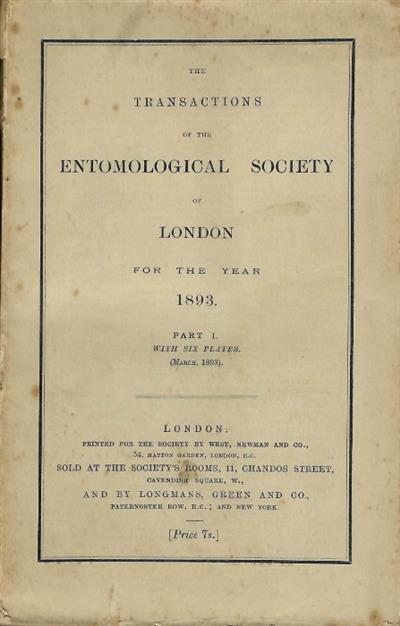 THE
TRANSACTIONS
OF THE
ENTOMOLOGICAL SOCIETY
OF
LONDON
FOR THE YEAR
1893.
PART I.
WITH SIX PLATES.
(MARCH, 1893).
LONDON:
PRINTED FOR THE SOCIETY BY WEST, NEWMAN AND CO.,
54, HATTON GARDEN, LONDON, E.C.
SOLD AT THE SOCIETY'S ROOMS, 11, CHANDOS STREET,
CAVENDISH SQUARE, W.,
AND BY LONGMANS, GREEN AND CO.,
PATERNOSTER ROW, E.C.; AND NEW YORK.
[Price 7s.]